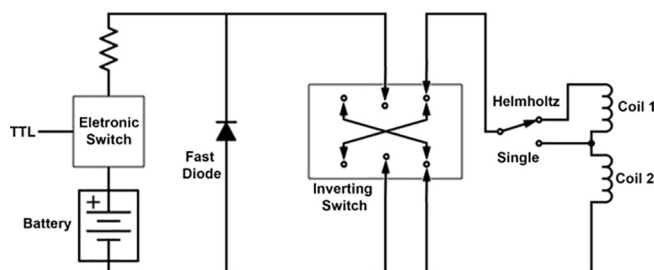 TTL
Eletronic
Switch
+
Battery
Fast
Diode
Inverting
Switch
Helmholtz
Single
Coil 1
Coil 2